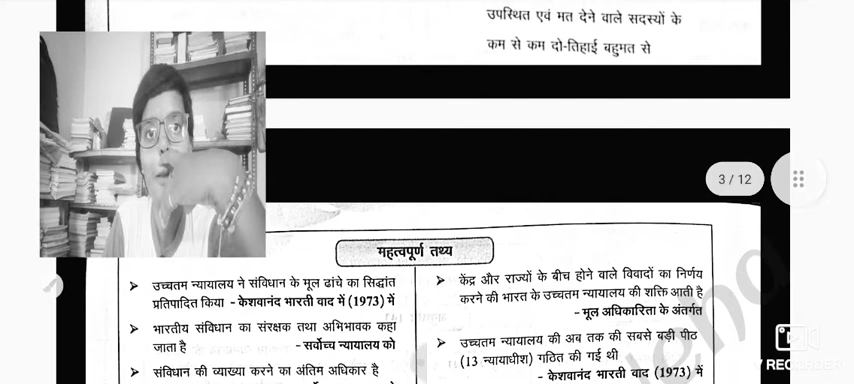 उपस्थित एवं मत देने वाले सदस्यों के
कम से कम दो-तिहाई बहुमत से
3 / 12
महत्वपूर्ण तथ्य
➢ उच्चतम न्यायालय ने संविधान के मूल ढांचे का सिद्धांत
प्रतिपादित किया - केशवानंद भारती वाद में (1973) में
➢ भारतीय संविधान का संरक्षक तथा अभिभावक कहा
जाता है - सर्वोच्च न्यायालय को
➢ संविधान की व्याख्या करने का अंतिम अधिकार है
➢ केंद्र और राज्यों के बीच होने वाले विवादों का निर्णय
करने की भारत के उच्चतम न्यायालय की शक्ति आती है
- मूल अधिकारिता के अंतर्गत
➢ उच्चतम न्यायालय की अब तक की सबसे बड़ी पीठ
(13 न्यायाधीश) गठित की गई थी
- केशवानंद भारती वाद (1973) में
RECORDER